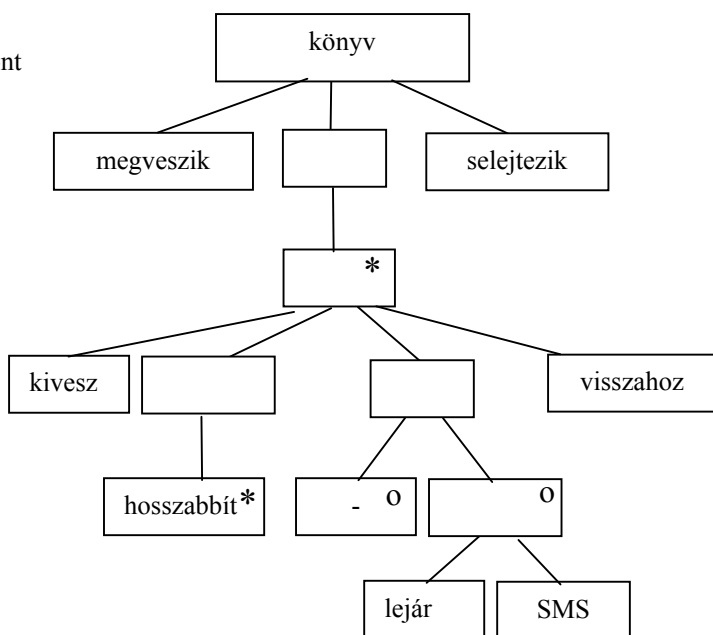 könyv
nt
megveszik
selejtezik
*
kivesz
visszahoz
hosszabbít*
- o
o
lejár
SMS